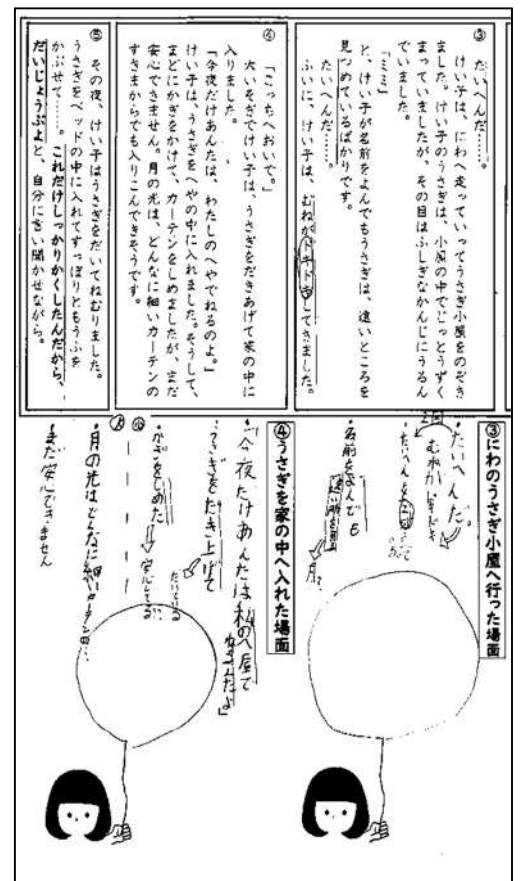 ③
たいへんだ……。
けい子は、にわへ走っていってうさぎ小屋をのぞき
ました。けい子のうさぎは、小屋の中でじっとうずく
まっていましたが、その目はふしぎなかんじにうるん
でいました。
「ミミ」
と、けい子が名前をよんでもうさぎは、遠いところを
見つめているばかりです。
たいへんだ……。
ふいに、けい子は、むねがドキドキしてきました。
④
「こっちへおいで。」
大いそぎでけい子は、うさぎをだきあげて家の中に
入りました。
「今夜だけあんたは、わたしのへやでねるのよ。」
けい子は、うさぎをへやの中に入れました。そうして、
まどにかぎをかけて、カーテンをしめましたが、まだ
安心できません。月の光は、どんなに細いカーテンの
すきまからでも入りこんできそうです。
⑤
その夜、けい子はうさぎをだいてねむりました。
うさぎをベッドの中に入れてすっぽりともうふを
かぶせて……。これだけしっかりかくしたんだから、
だいじょうぶよと、自分に言い聞かせながら。
③にわのうさぎ小屋へ行った場面
・たいへんだ。
2回
むねがドキドキ
たいへんを
・名前をよんでも
月?
④うさぎを家の中へ入れた場面
・「今夜だけあんたは私のへ屋で
ねるんだよ」
うさぎをだき上げて
かぎをしめた
安心してる
・月の光はどんなに細いカーテンの…
・まだ安心できません